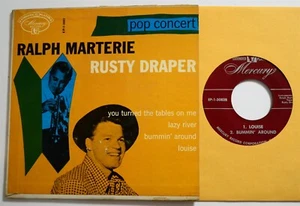 pop concert
RALPH MARTERIE
RUSTY DRAPER
you turned the tables on me
lazy river
bummin' around
louise
Mercury
1. LOUISE
2. BUMMIN' AROUND